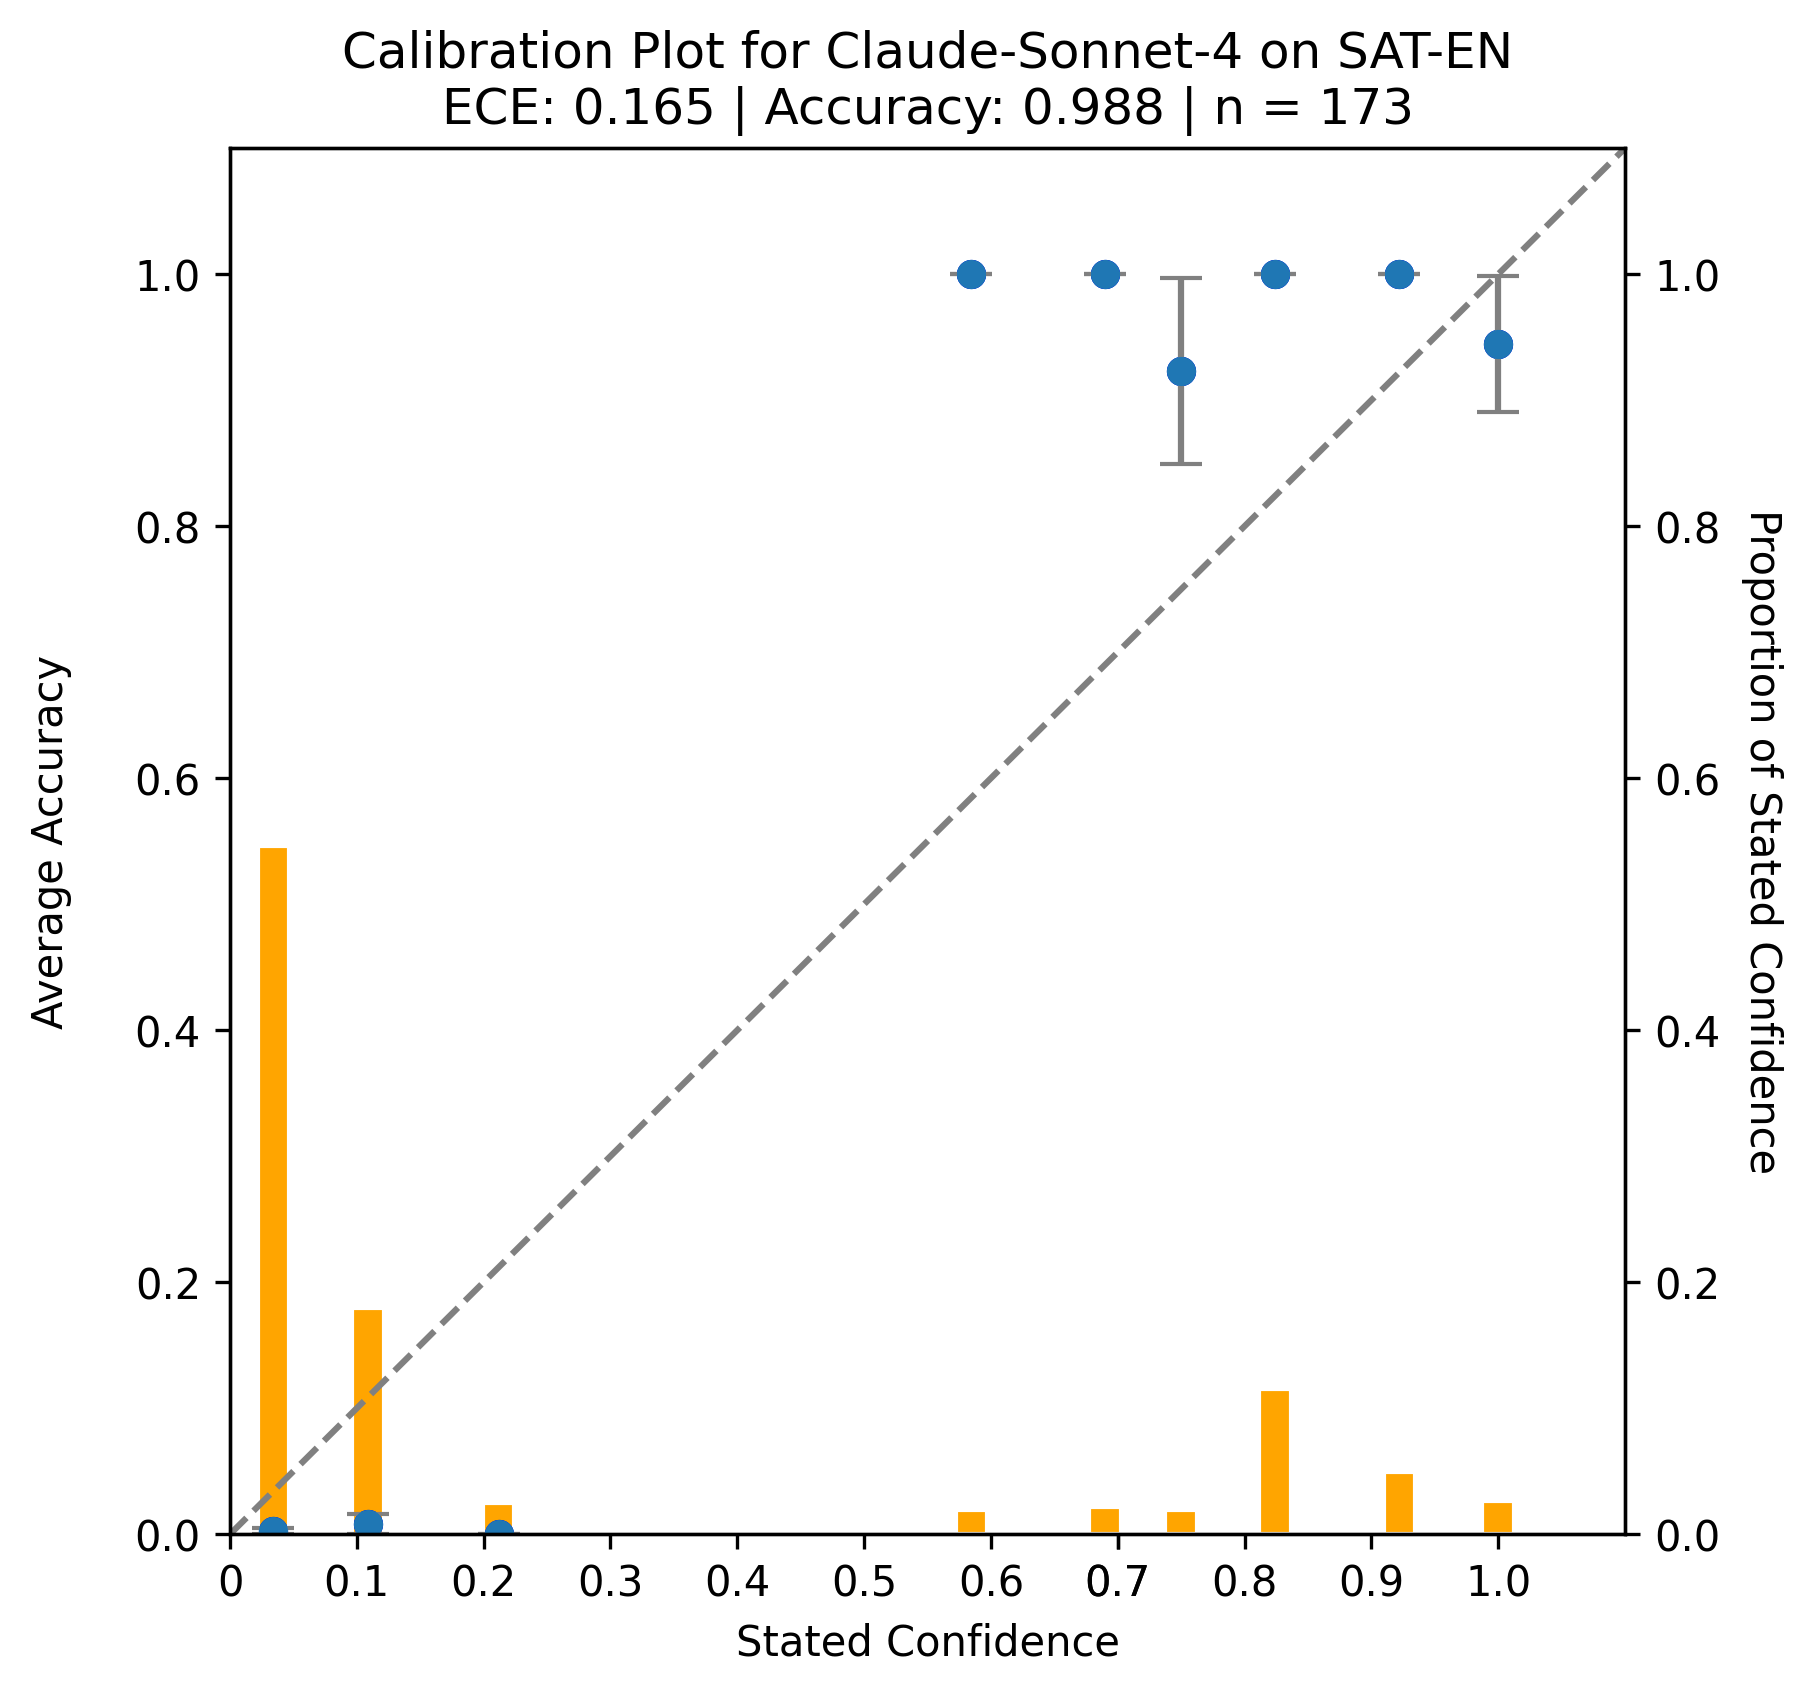 Calibration Plot for Claude-Sonnet-4 on SAT-EN
ECE: 0.165 | Accuracy: 0.988 | n = 173
Average Accuracy
1.0
0.8
0.6
0.4
0.2
0.0
1.0
0.8
0.6
0.4
0.2
0.0
Proportion of Stated Confidence
0 0.1 0.2 0.3 0.4 0.5 0.6 0.7 0.8 0.9 1.0
Stated Confidence